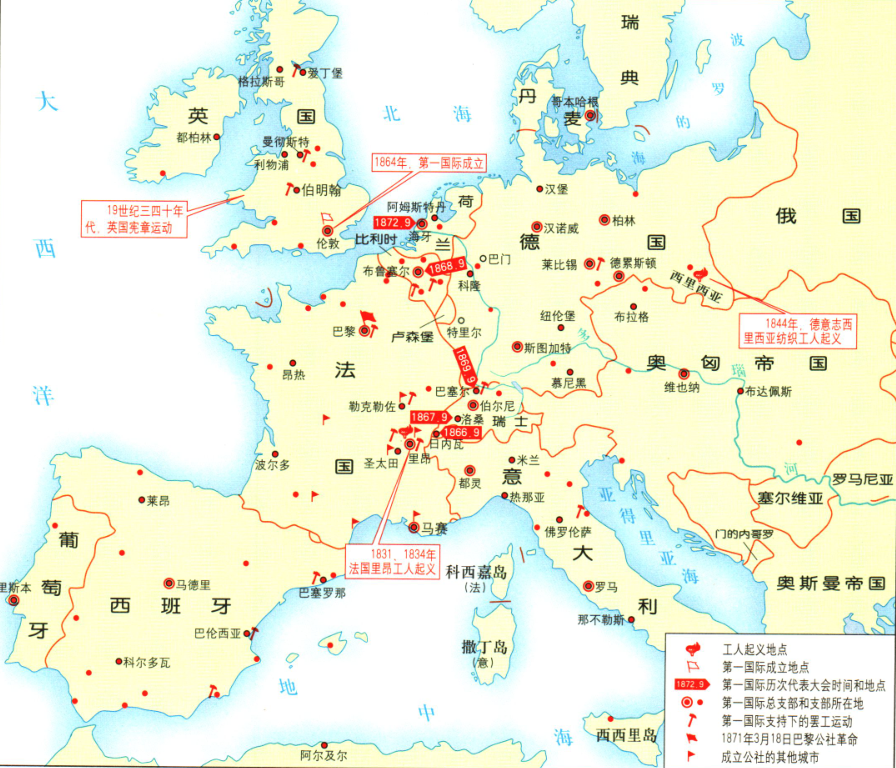 瑞
典
波
罗
的
海
大
西
洋
北 海
格拉斯哥
爱丁堡
英 国
都柏林
曼彻斯特
利物浦
伯明翰
丹
麦
哥本哈根
1864年，第一国际成立
19世纪三四十年
代，英国宪章运动
伦敦
阿姆斯特丹
荷
兰
1872.9
海牙
比利时
布鲁塞尔
1868.9
汉堡
汉诺威
柏林
德 国
俄 国
巴门
科隆
莱比锡
德累斯顿
西里西亚
布拉格
1844年，德意志西
里西亚纺织工人起义
巴黎
卢森堡
特里尔
纽伦堡
斯图加特
慕尼黑
奥 匈 帝 国
维也纳
布达佩斯
多
瑙
河
昂热
法
国
1869.9
巴塞尔
伯尔尼
勒克勒佐
1867.9
洛桑
瑞士
1866.9
日内瓦
里昂
圣太田
波尔多
米兰
都灵
意
大
利
热那亚
佛罗伦萨
亚
得
里
亚
海
罗马尼亚
塞尔维亚
门的内哥罗
奥斯曼帝国
莱昂
马赛
1831、1834年
法国里昂工人起义
科西嘉岛
（法）
葡
萄
牙
里斯本
马德里
西 班 牙
巴塞罗那
巴伦西亚
科尔多瓦
罗马
那不勒斯
撒丁岛
（意）
地
中
海
西西里岛
阿尔及尔
工人起义地点
第一国际成立地点
1872.9 第一国际历次代表大会时间和地点
第一国际总支部和支部所在地
第一国际支持下的罢工运动
1871年3月18日巴黎公社革命
成立公社的其他城市